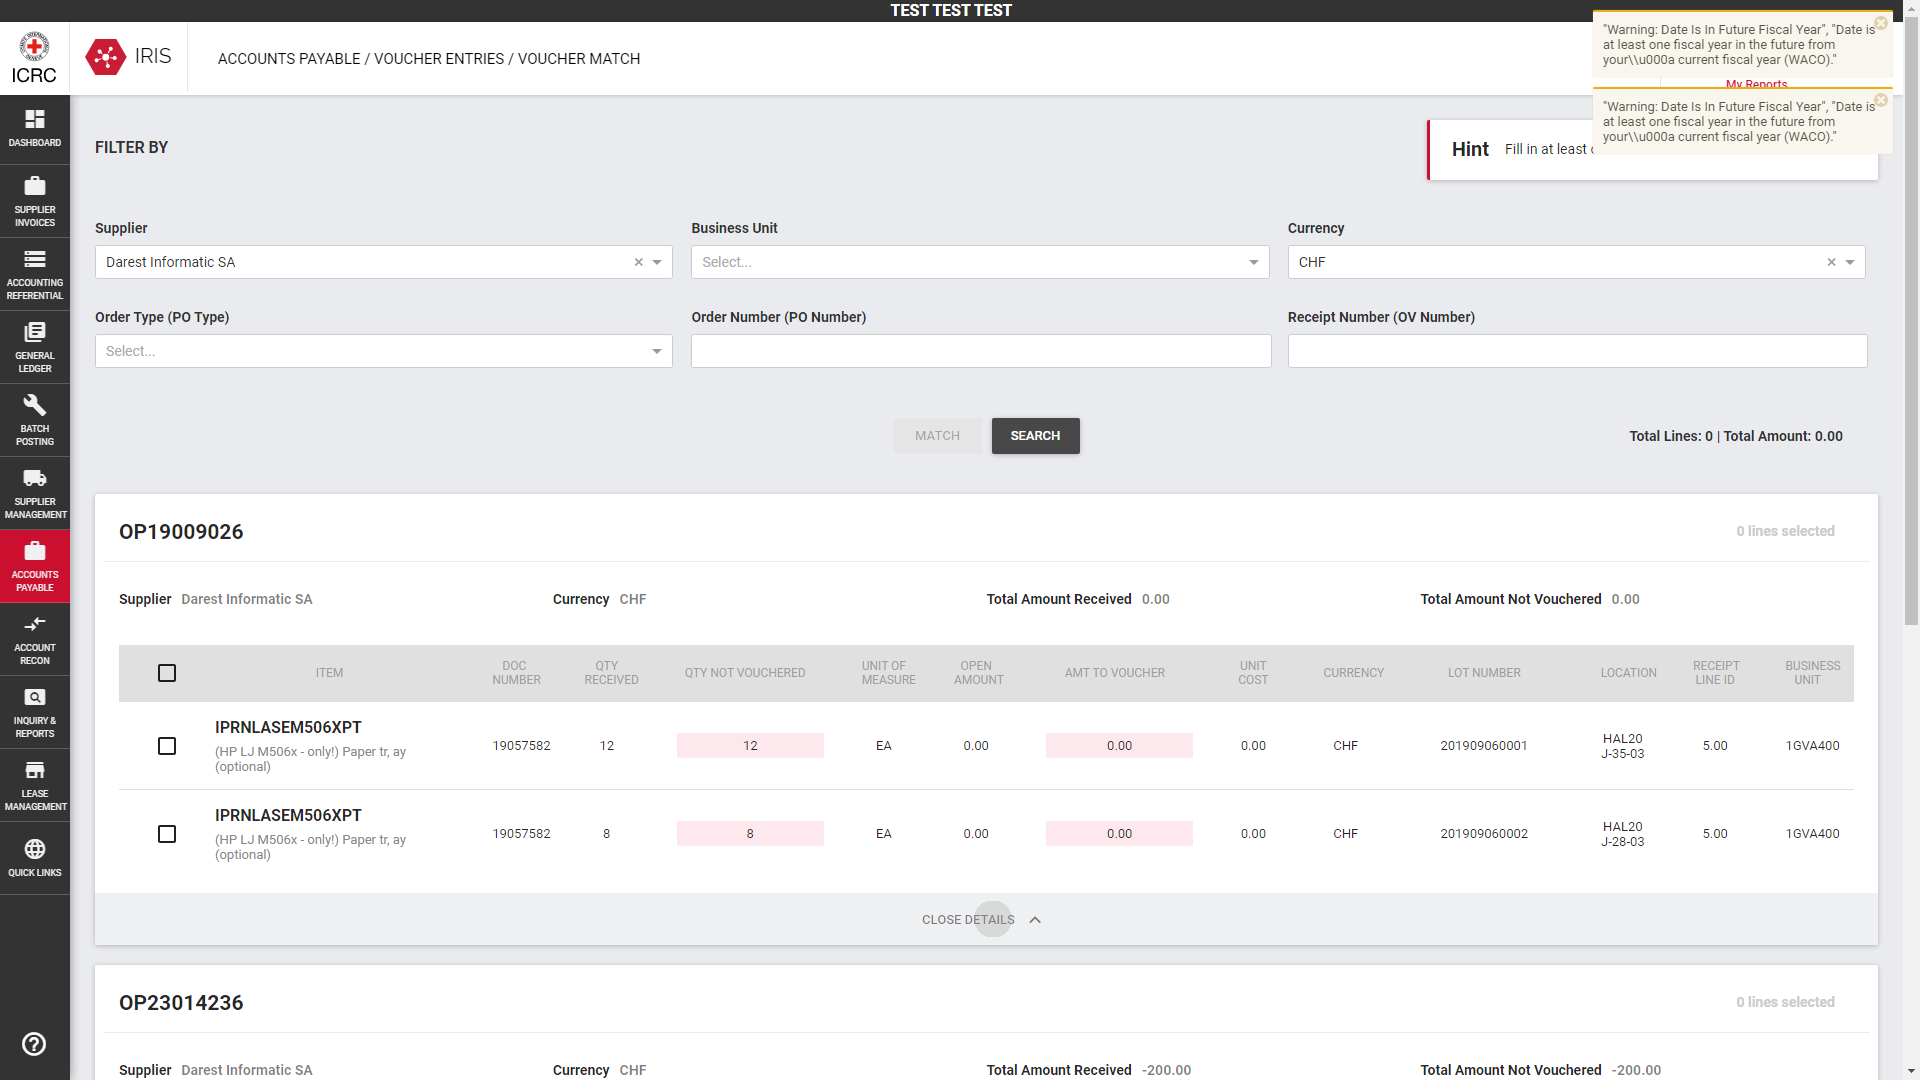 TEST TEST TEST
ICRC
IRIS
ACCOUNTS PAYABLE / VOUCHER ENTRIES / VOUCHER MATCH
"Warning: Date Is In Future Fiscal Year", "Date is
at least one fiscal year in the future from
your\\u000a current fiscal year (WACO)."
My Reports
"Warning: Date Is In Future Fiscal Year", "Date is
at least one fiscal year in the future from
your\\u000a current fiscal year (WACO)."
DASHBOARD
SUPPLIER
INVOICES
ACCOUNTING
REFERENTIAL
GENERAL
LEDGER
BATCH
POSTING
SUPPLIER
MANAGEMENT
ACCOUNTS
PAYABLE
ACCOUNT
RECON
INQUIRY &
REPORTS
LEASE
MANAGEMENT
QUICK LINKS
FILTER BY
Hint Fill in at least
Supplier
Business Unit
Currency
Darest Informatic SA
Select...
CHF
Order Type (PO Type)
Order Number (PO Number)
Receipt Number (OV Number)
Select...
MATCH
SEARCH
Total Lines: 0 | Total Amount: 0.00
OP19009026
0 lines selected
Supplier Darest Informatic SA
Currency CHF
Total Amount Received 0.00
Total Amount Not Vouchered 0.00
ITEM
DOC
NUMBER
QTY
RECEIVED
QTY NOT VOUCHERED
UNIT OF
MEASURE
OPEN
AMOUNT
AMT TO VOUCHER
UNIT
COST
CURRENCY
LOT NUMBER
LOCATION
RECEIPT
LINE ID
BUSINESS
UNIT
IPRNLASEM506XPT
(HP LJ M506x - only!) Paper tr, ay
(optional)
19057582
12
12
EA
0.00
0.00
0.00
CHF
201909060001
HAL20
J-35-03
5.00
1GVA400
IPRNLASEM506XPT
(HP LJ M506x - only!) Paper tr, ay
(optional)
19057582
8
8
EA
0.00
0.00
0.00
CHF
201909060002
HAL20
J-28-03
5.00
1GVA400
CLOSE DETAILS
OP23014236
0 lines selected
Supplier Darest Informatic SA
Currency CHF
Total Amount Received -200.00
Total Amount Not Vouchered -200.00